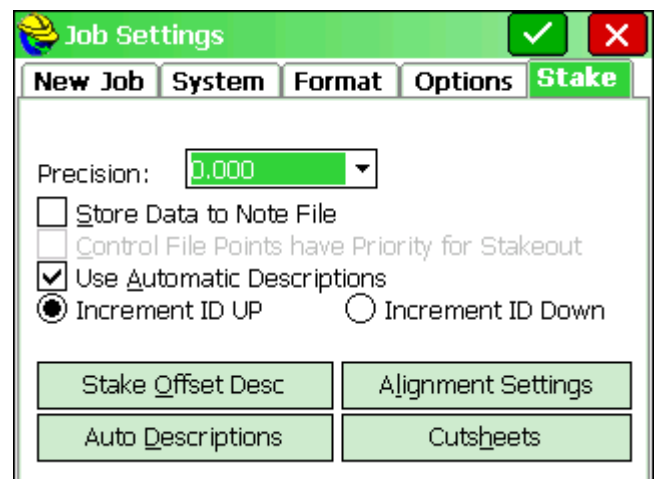 Job Settings
New Job System Format Options Stake
Precision: 0.000
Store Data to Note File
Control File Points have Priority for Stakeout
Use Automatic Descriptions
Increment ID UP Increment ID Down
Stake Offset Desc Alignment Settings
Auto Descriptions Cutsheets